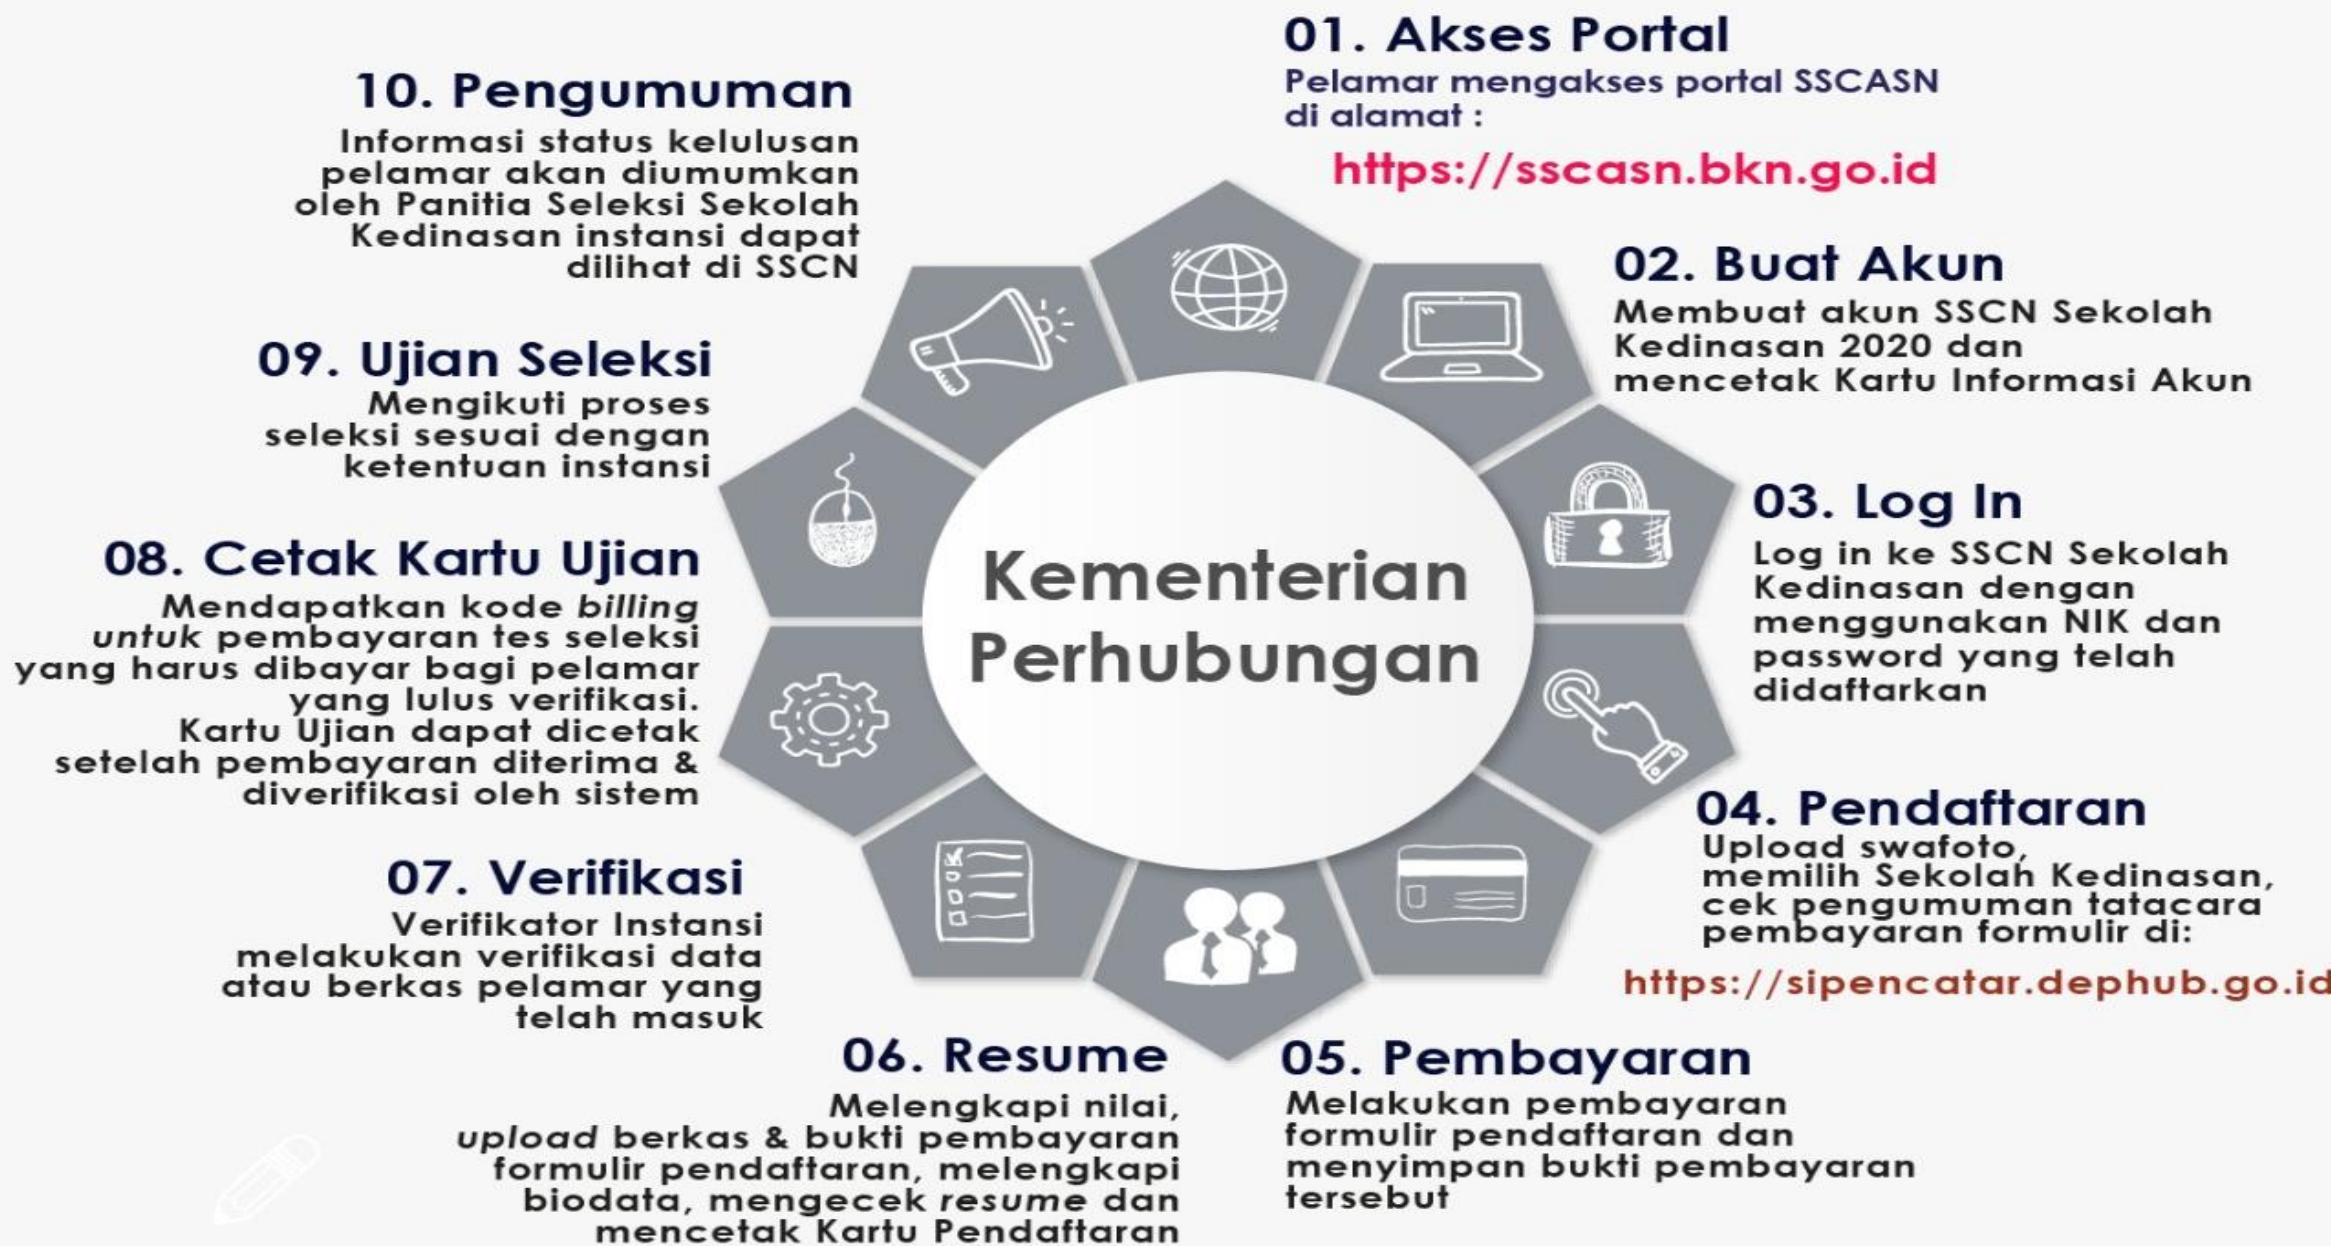 01. Akses Portal
Pelamar mengakses portal SSCASN
di alamat :
https://sscasn.bkn.go.id
02. Buat Akun
Membuat akun SSCN Sekolah
Kedinasan 2020 dan
mencetak Kartu Informasi Akun
03. Log In
Log in ke SSCN Sekolah
Kedinasan dengan
menggunakan NIK dan
password yang telah
didaftarkan
04. Pendaftaran
Upload swafoto,
memilih Sekolah Kedinasan,
cek pengumuman tatacara
pembayaran formulir di:
https://sipencatar.dephub.go.id
05. Pembayaran
Melakukan pembayaran
formulir pendaftaran dan
menyimpan bukti pembayaran
tersebut
06. Resume
Melengkapi nilai,
upload berkas & bukti pembayaran
formulir pendaftaran, melengkapi
biodata, mengecek resume dan
mencetak Kartu Pendaftaran
07. Verifikasi
Verifikator Instansi
melakukan verifikasi data
atau berkas pelamar yang
telah masuk
08. Cetak Kartu Ujian
Mendapatkan kode billing
untuk pembayaran tes seleksi
yang harus dibayar bagi pelamar
yang lulus verifikasi.
Kartu Ujian dapat dicetak
setelah pembayaran diterima &
diverifikasi oleh sistem
09. Ujian Seleksi
Mengikuti proses
seleksi sesuai dengan
ketentuan instansi
10. Pengumuman
Informasi status kelulusan
pelamar akan diumumkan
oleh Panitia Seleksi Sekolah
Kedinasan instansi dapat
dilihat di SSCN
Kementerian
Perhubungan